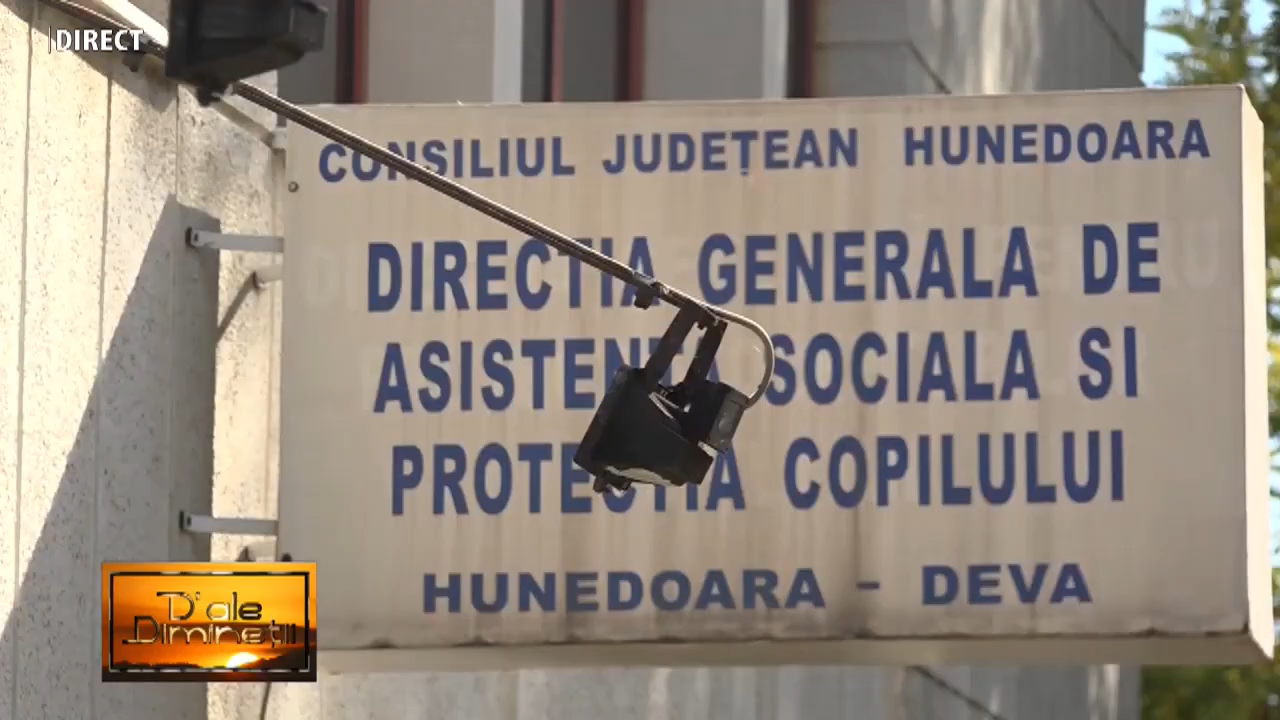 DIRECT
CONSILIUL JUDEȚEAN HUNEDOARA
DIRECTIA GENERALA DE
ASISTENTA SOCIALA SI
PROTECTIA COPILULUI
HUNEDOARA - DEVA
D'ale
Dimineții